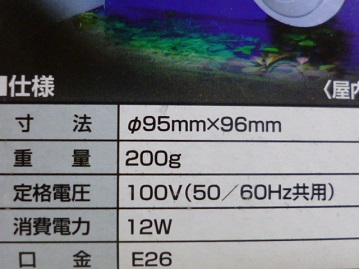 ■仕様
〈屋内
寸法 φ95mm×96mm
重量 200g
定格電圧 100V(50／60Hz共用)
消費電力 12W
口金 E26